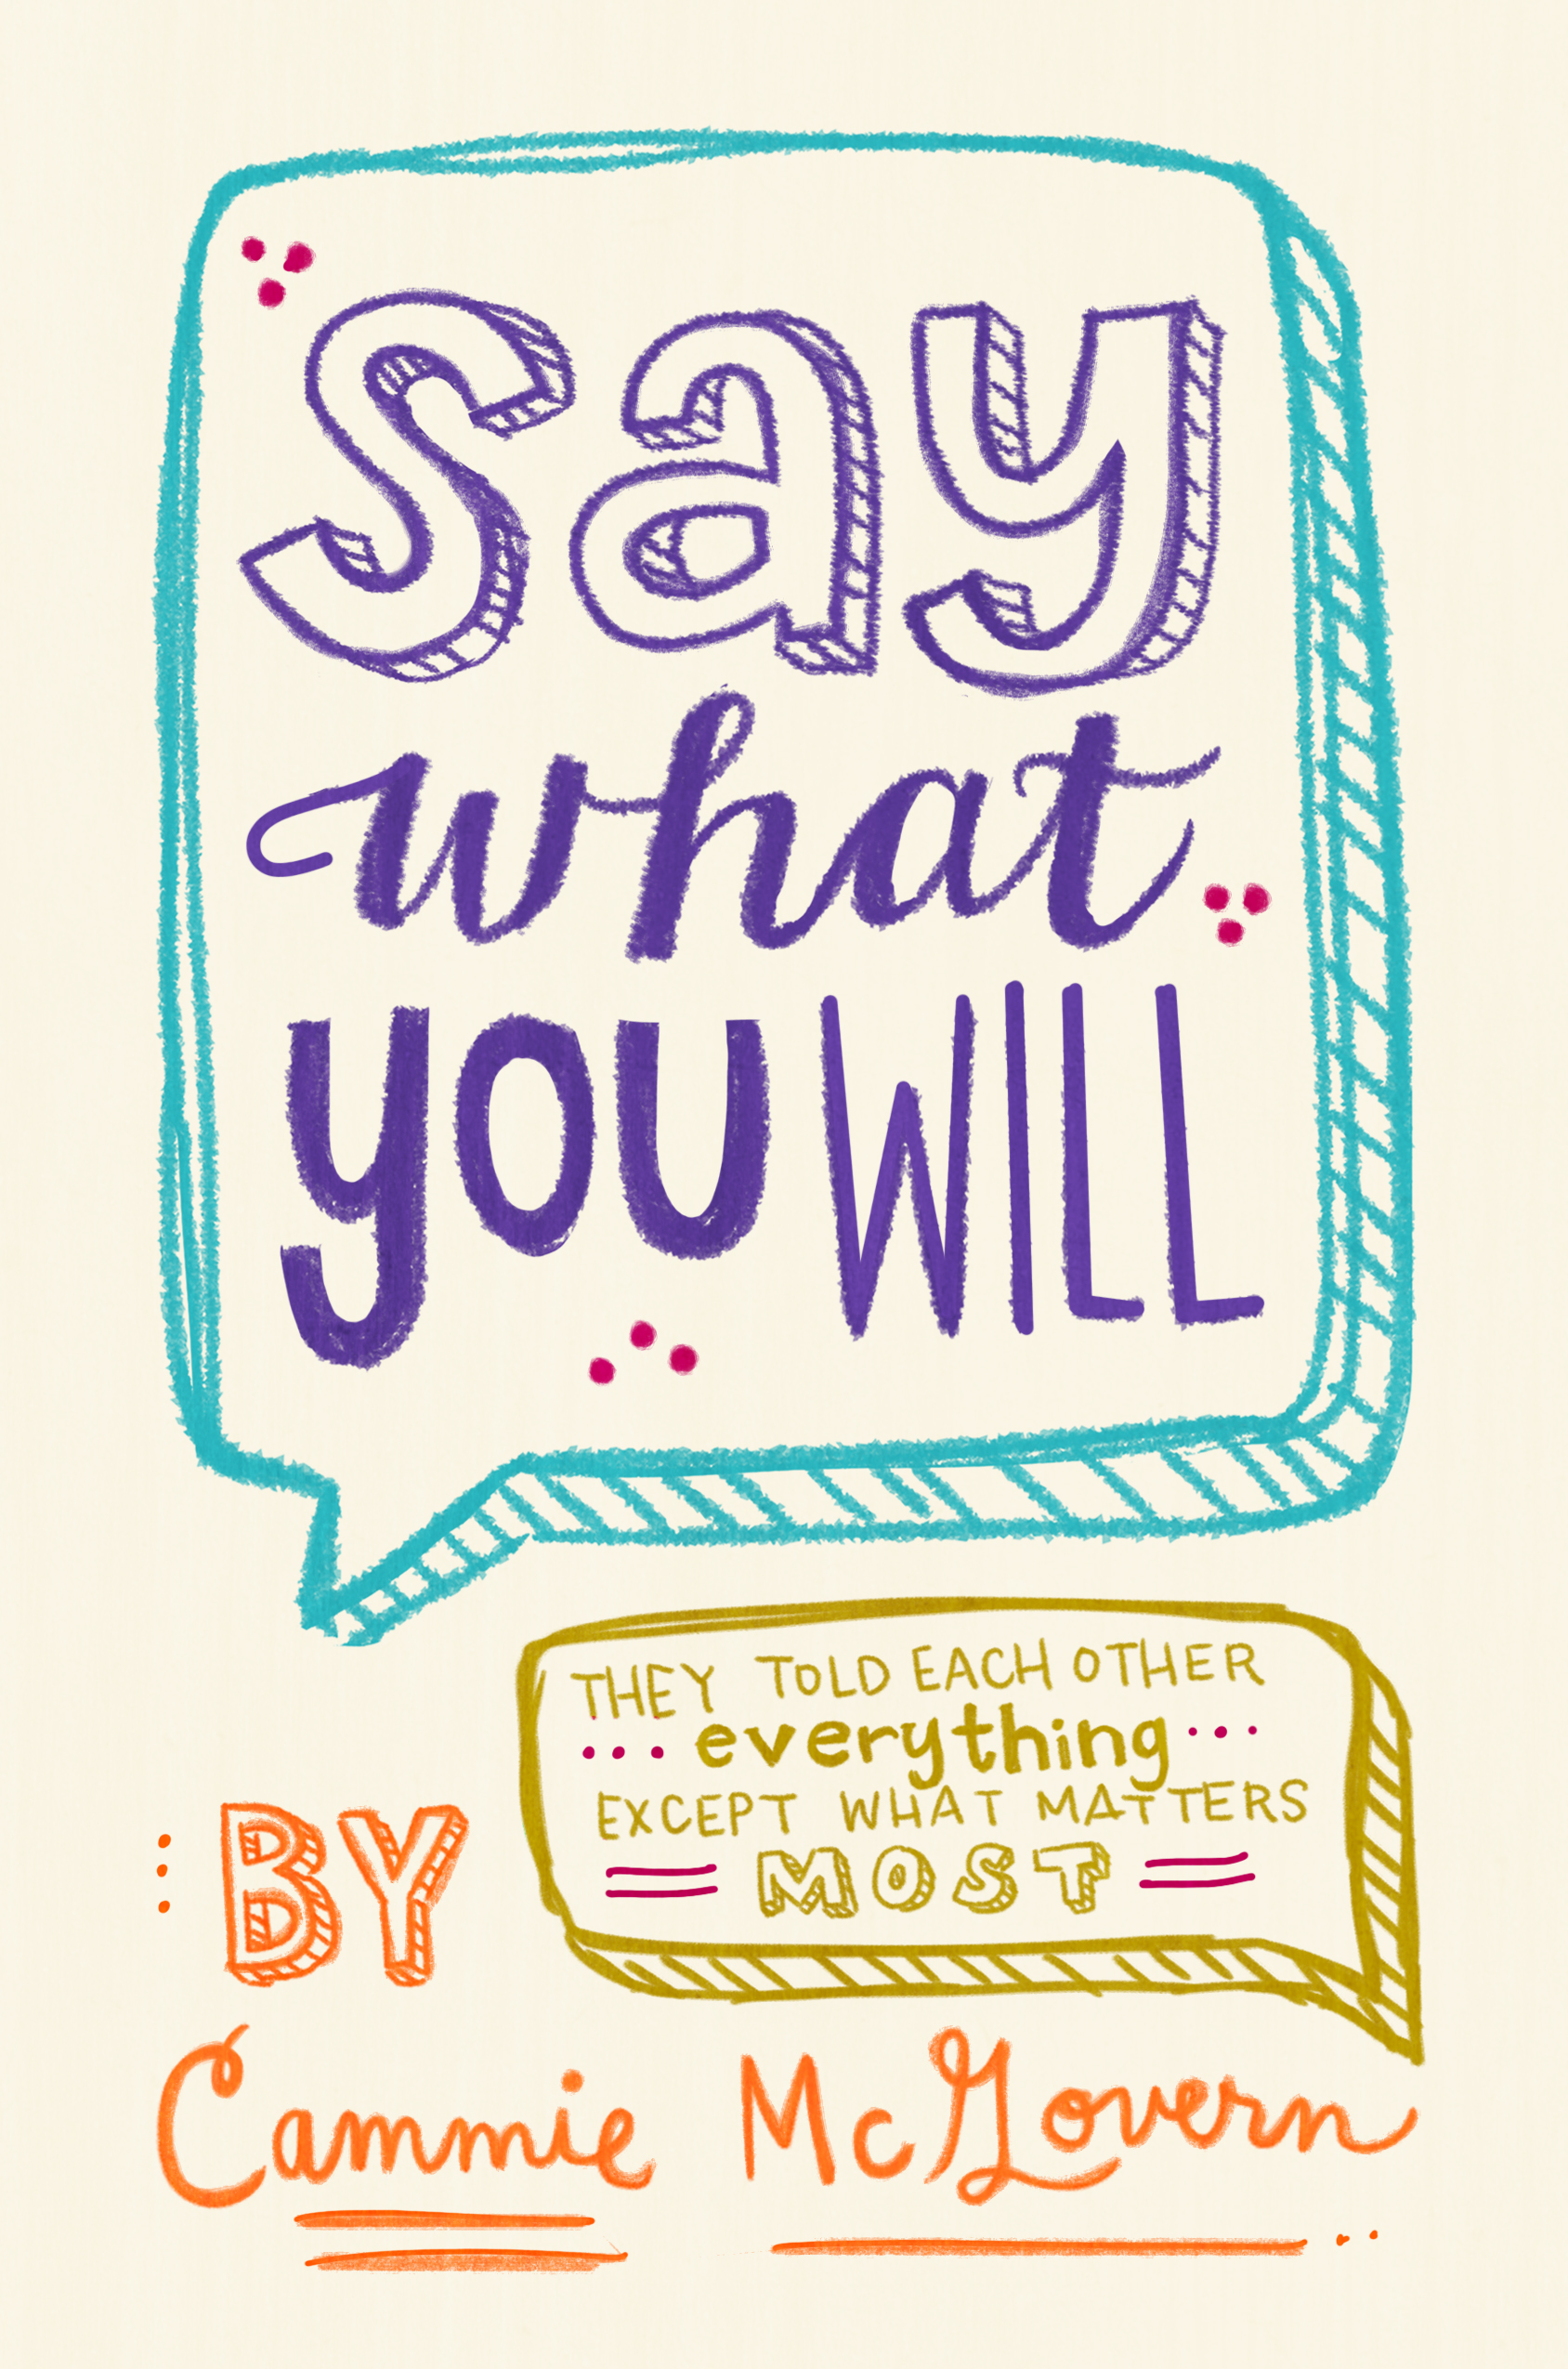 say
what
you WILL
THEY TOLD EACH OTHER
everything
EXCEPT WHAT MATTERS
MOST
BY
Cammie McGovern